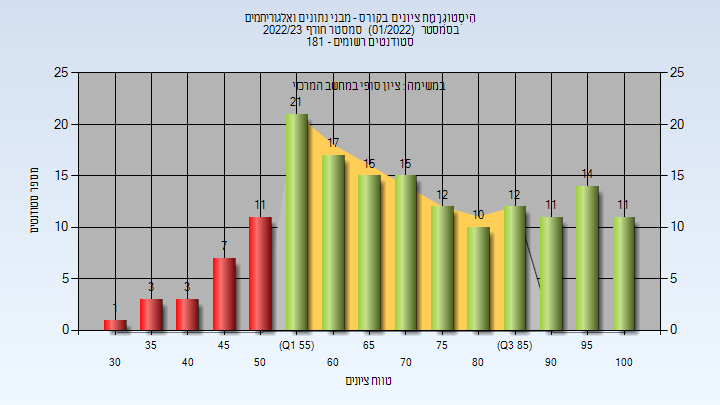 היסטוגרמת ציונים בקורס - מבני נתונים ואלגוריתמים
בסמסטר (01/2022) סמסטר חורף 2022/23
סטודנטים רשומים - 181
במשימה : ציון סופי במחשב המרכזי
25 25
20 20
15 15
10 10
5 5
0 0
מספר סטודנטים
1 3 3 7 11 21 17 15 15 12 10 12 11 14 11
35 45 (Q1 55) 65 75 (Q3 85) 95
30 40 50 60 70 80 90 100
טווח ציונים